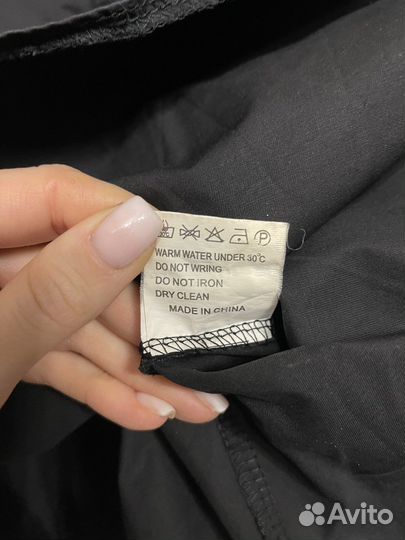 P
WARM WATER UNDER 30°C
DO NOT WRING
DO NOT IRON
DRY CLEAN
MADE IN CHINA
Avito